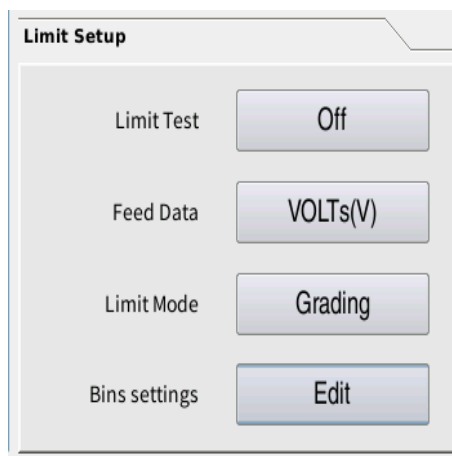 Limit Setup
Limit Test Off
Feed Data VOLTs(V)
Limit Mode Grading
Bins settings Edit